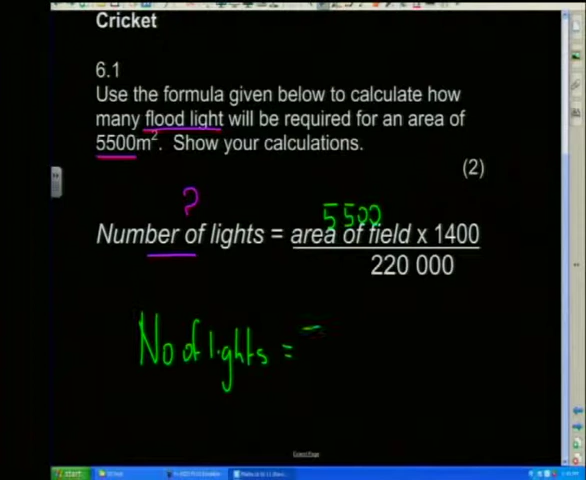 Cricket
6.1
Use the formula given below to calculate how
many flood light will be required for an area of
5500m². Show your calculations.
(2)
?
5500
Number of lights = area of field x 1400
220 000
No of lights =
start